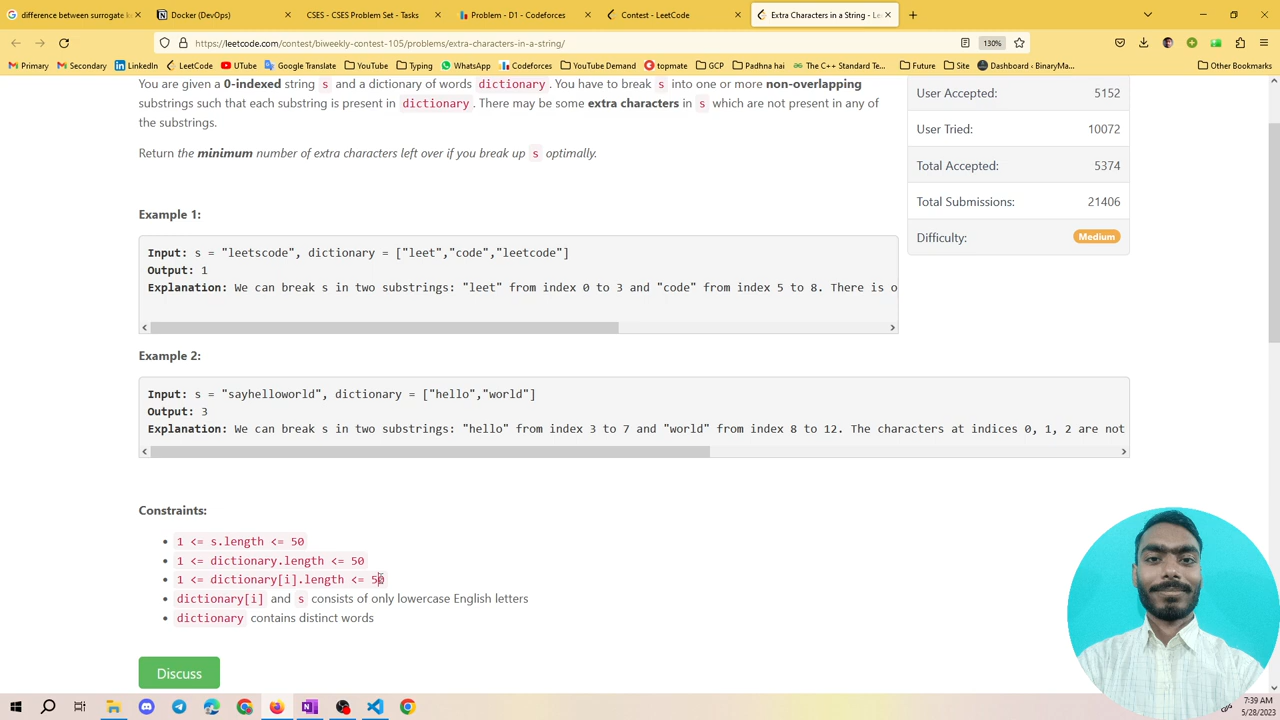 difference between surrogate k
Docker (DevOps)
CSES - CSES Problem Set - Tasks
Problem - D1 - Codeforces
Contest - LeetCode
Extra Characters in a String - Le
https://leetcode.com/contest/biweekly-contest-105/problems/extra-characters-in-a-string/
130%
Primary
Secondary
LinkedIn
LeetCode
UTube
Google Translate
YouTube
Typing
WhatsApp
Codeforces
YouTube Demand
topmate
GCP
Padhna hai
The C++ Standard Te...
Future
Site
Dashboard ‹ BinaryMa...
Other Bookmarks
You are given a 0-indexed string s and a dictionary of words dictionary. You have to break s into one or more non-overlapping
substrings such that each substring is present in dictionary. There may be some extra characters in s which are not present in any of
the substrings.
Return the minimum number of extra characters left over if you break up s optimally.
User Accepted: 5152
User Tried: 10072
Total Accepted: 5374
Total Submissions: 21406
Difficulty: Medium
Example 1:
Input: s = "leetscode", dictionary = ["leet","code","leetcode"]
Output: 1
Explanation: We can break s in two substrings: "leet" from index 0 to 3 and "code" from index 5 to 8. There is o
Example 2:
Input: s = "sayhelloworld", dictionary = ["hello","world"]
Output: 3
Explanation: We can break s in two substrings: "hello" from index 3 to 7 and "world" from index 8 to 12. The characters at indices 0, 1, 2 are not
Constraints:
1 <= s.length <= 50
1 <= dictionary.length <= 50
1 <= dictionary[i].length <= 50
dictionary[i] and s consists of only lowercase English letters
dictionary contains distinct words
Discuss
7:39 AM
5/28/2023